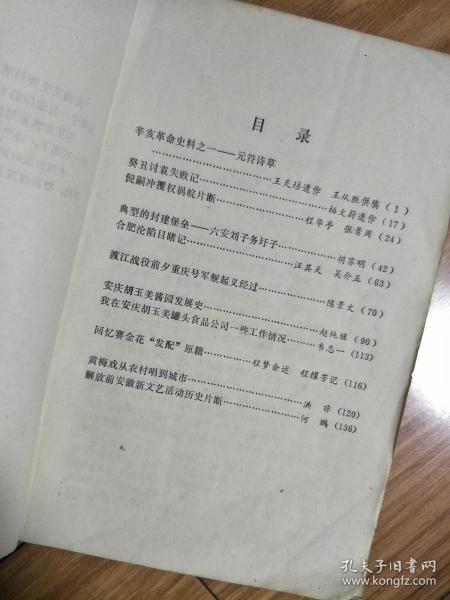 目录
辛亥革命史料之一——元符诗草
……………王天培遗作 王从胜供稿（1）
癸丑讨袁失败记……………柏文蔚遗作（17）
倪嗣冲攫权祸皖片断……………程华亭 张景周（24）
典型的封建堡垒——六安刘子务圩子……………胡苏明（42）
合肥沦陷目睹记……………汪其天 吴介五（63）
渡江战役前夕重庆号军舰起义经过……………陈景文（70）
安庆胡玉美酱园发展史……………赵纯继（90）
我在安庆胡玉美罐头食品公司一些工作情况……韦志一（113）
回忆赛金花“发配”原籍……………程梦余述 程耀芳记（116）
黄梅戏从农村唱到城市……………洪 非（120）
解放前安徽新文艺活动历史片断……………何 鹏（136）
孔夫子旧书网
www.kongfz.com